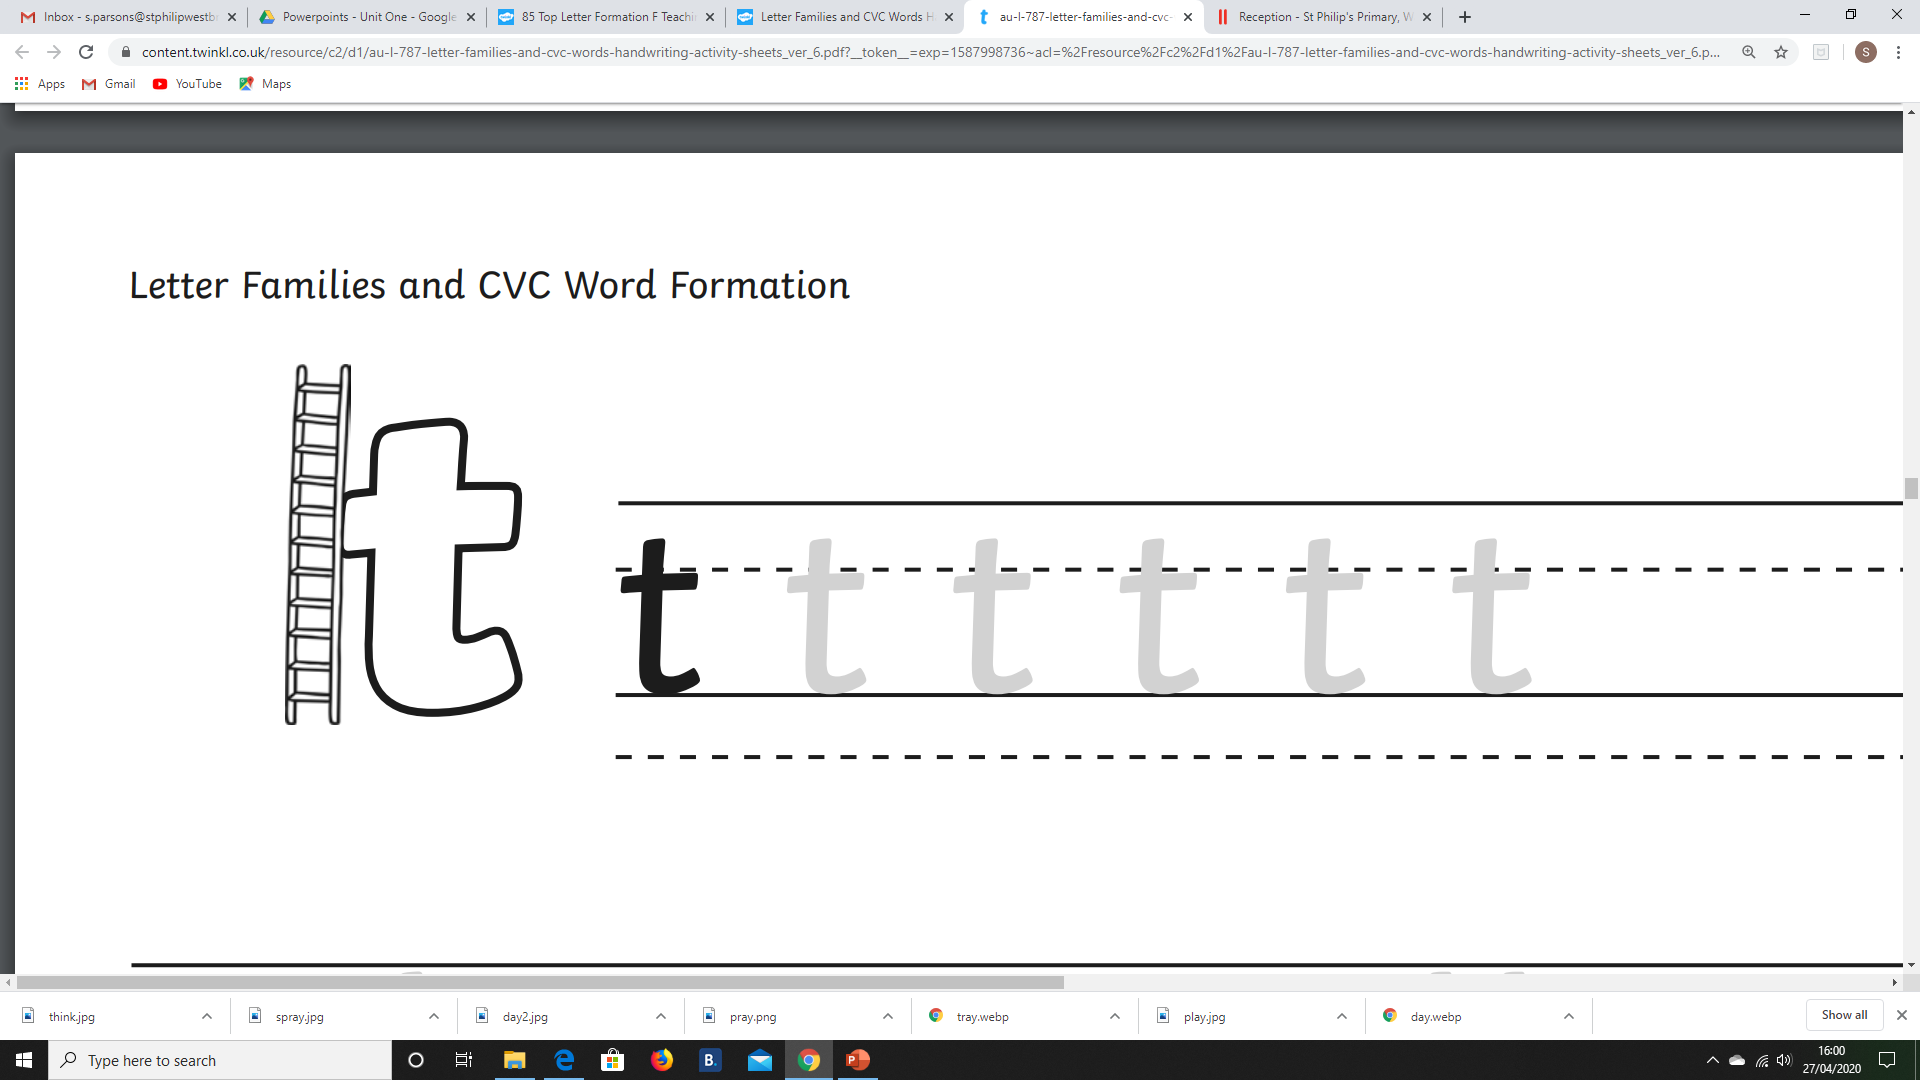 Inbox - s.parsons@stphilipwestbr
Powerpoints - Unit One - Google
85 Top Letter Formation F Teachi
Letter Families and CVC Words H
au-l-787-letter-families-and-cvc-
Reception - St Philip's Primary, W
content.twinkl.co.uk/resource/c2/d1/au-l-787-letter-families-and-cvc-words-handwriting-activity-sheets_ver_6.pdf?__token__=exp=1587998736~acl=%2Fresource%2Fc2%2Fd1%2Fau-l-787-letter-families-and-cvc-words-handwriting-activity-sheets_ver_6.p...
S
Apps Gmail YouTube Maps
Letter Families and CVC Word Formation
t
t t t t t t
think.jpg spray.jpg day2.jpg pray.png tray.webp play.jpg day.webp Show all
Type here to search
B.
16:00
27/04/2020